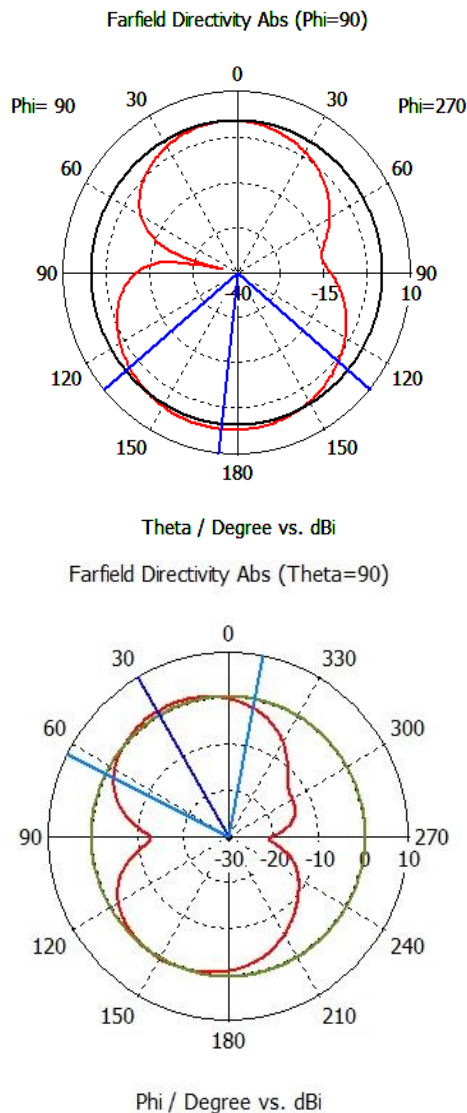 Farfield Directivity Abs (Phi=90)
0
30 30
Phi= 90 Phi=270
60 60
90 90
-40 -15 10
120 120
150 150
180
Theta / Degree vs. dBi
Farfield Directivity Abs (Theta=90)
0
30 330
60 300
90 270
-30 -20 -10 0 10
120 240
150 210
180
Phi / Degree vs. dBi